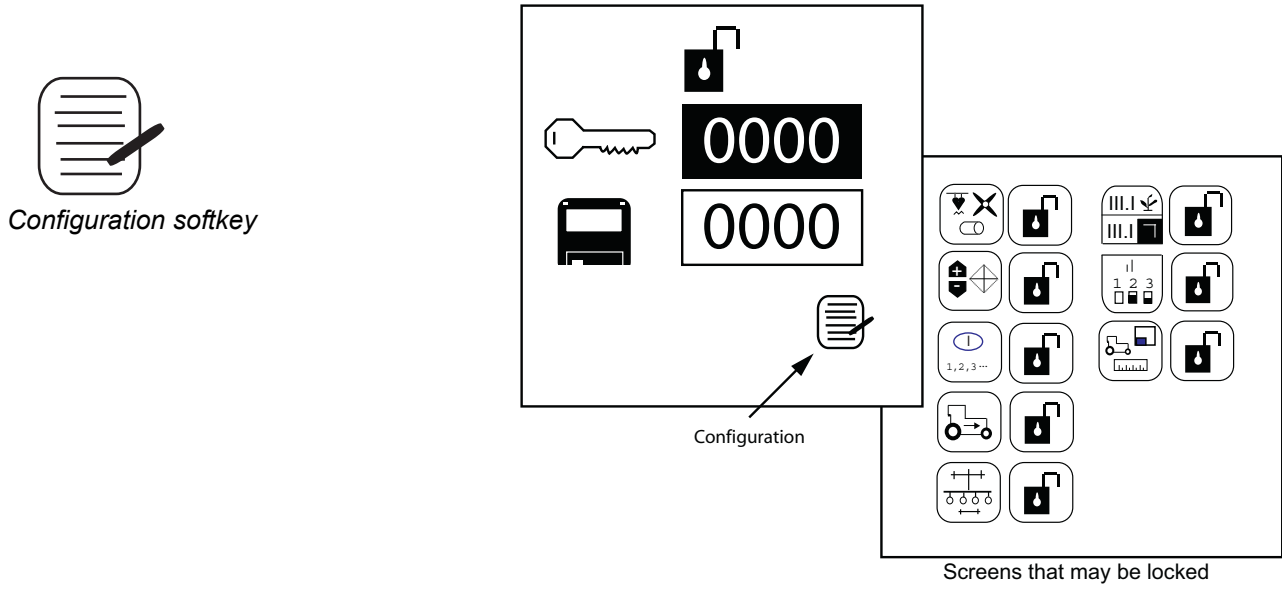 Configuration softkey
0000
0000
Configuration
III.I
III.I
1 2 3
1,2,3...
Screens that may be locked